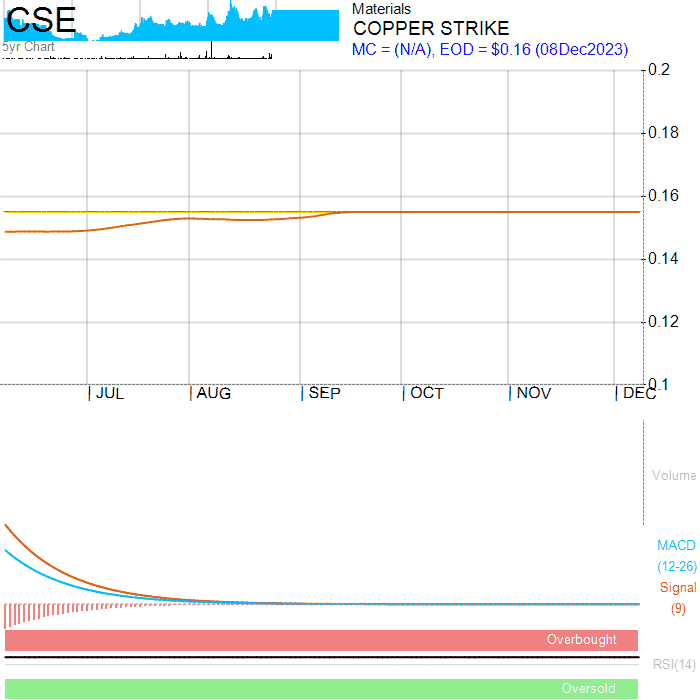 CSE
5yr Chart
Materials
COPPER STRIKE
MC = (N/A), EOD = $0.16 (08Dec2023)
0.2
0.18
0.16
0.14
0.12
0.1
| JUL | AUG | SEP | OCT | NOV | DEC
Volume
MACD
(12-26)
Signal
(9)
Overbought
RSI(14)
Oversold